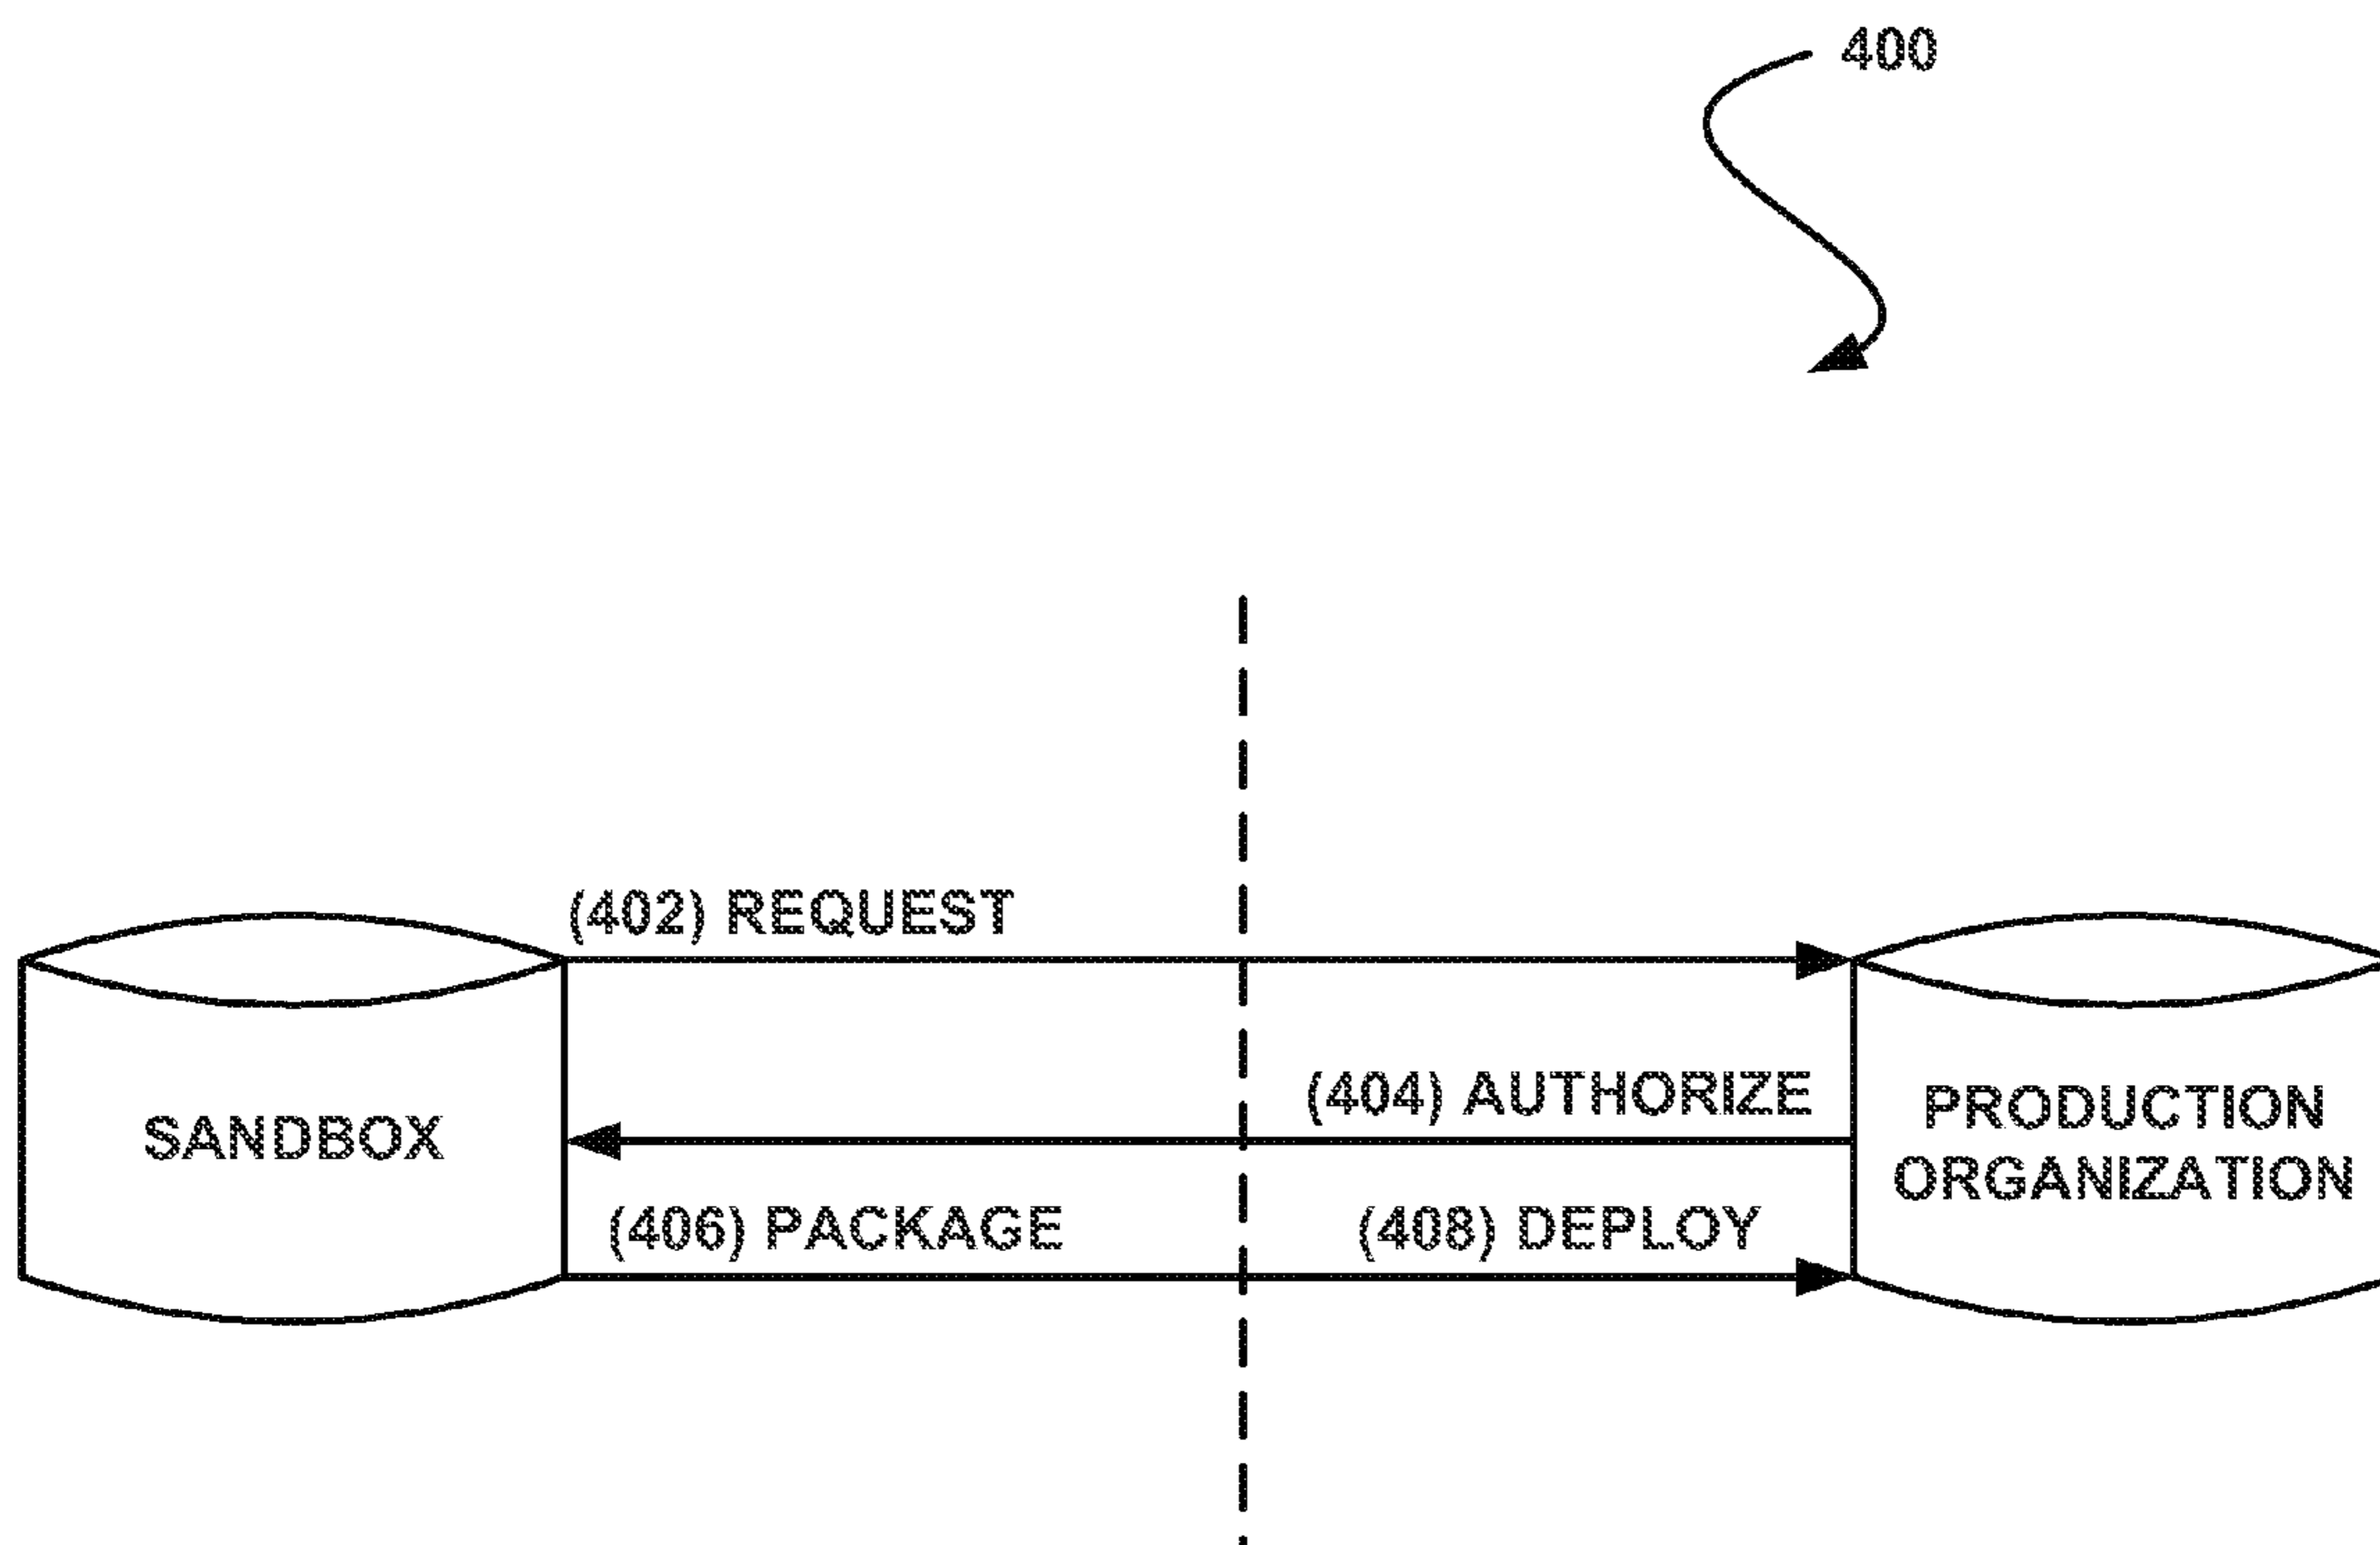 400
(402) REQUEST
(404) AUTHORIZE
SANDBOX
PRODUCTION
ORGANIZATION
(406) PACKAGE
(408) DEPLOY